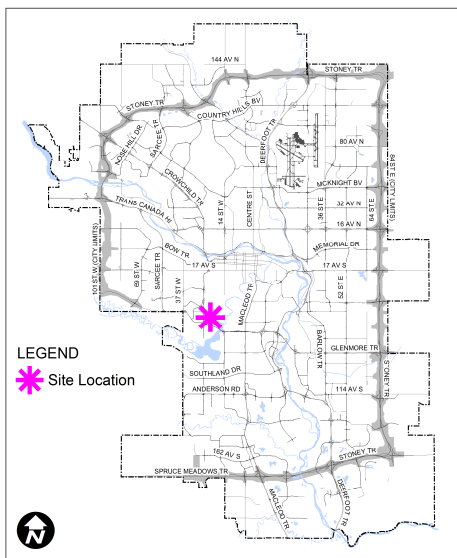 144 AV N
STONEY TR
STONEY TR
COUNTRY HILLS BV
NOSE HILL DR
SARCEE TR
DEERFOOT TR
80 AV N
CROWCHILD TR
MCKNIGHT BV
84 ST E (CITY LIMITS)
14 ST W
CENTRE ST
36 ST E
32 AV N
64 ST E
TRANS CANADA HI
16 AV N
101 ST. W. (CITY LIMITS)
BOW TR
MEMORIAL DR
17 AV S
17 AV S
69 ST. W
SARCEE TR
37 ST W
52 ST E
MACLEOD TR
BARLOW TR
GLENMORE TR
LEGEND
Site Location
SOUTHLAND DR
STONEY TR
ANDERSON RD
114 AV S
162 AV S
STONEY TR
SPRUCE MEADOWS TR
MACLEOD TR
DEERFOOT TR
N